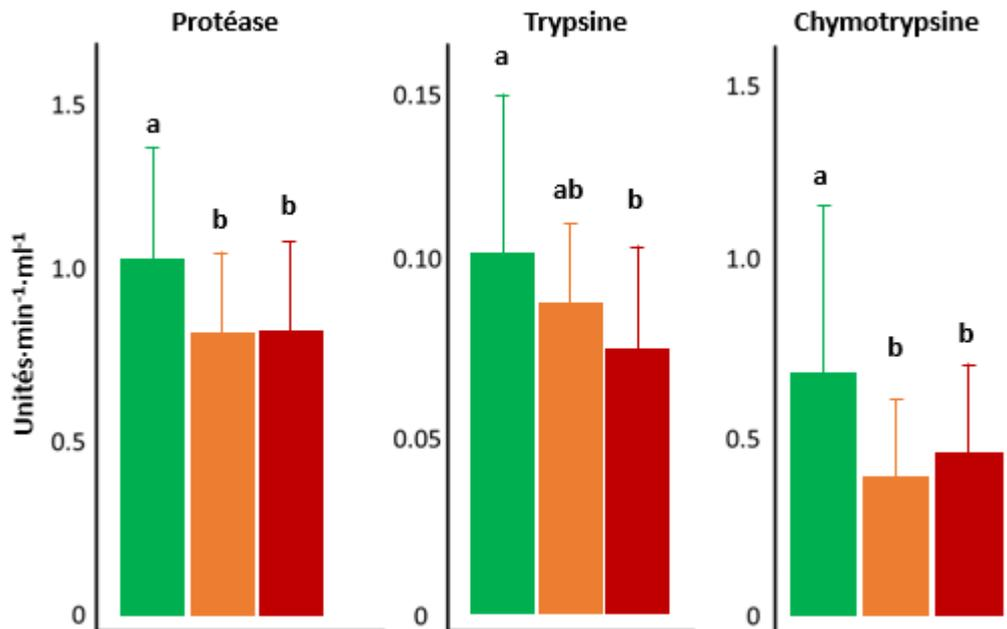 Protéase
Trypsine
Chymotrypsine
Unités·min⁻¹·ml⁻¹
1.5
1.0
0.5
0
a
b
b
0.15
0.10
0.05
0
a
ab
b
1.5
1.0
0.5
0
a
b
b